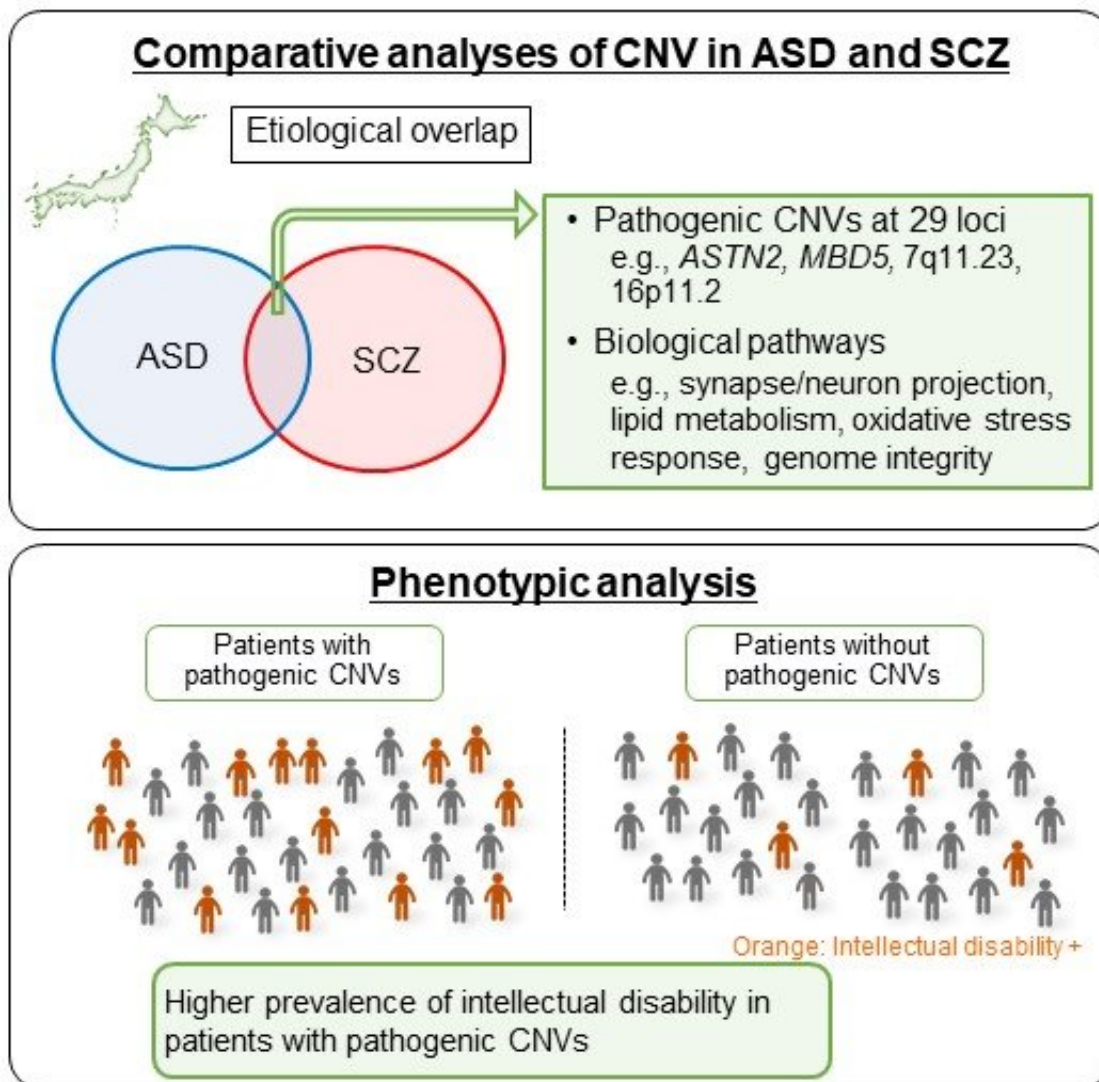 Comparative analyses of CNV in ASD and SCZ
Etiological overlap
ASD
SCZ
• Pathogenic CNVs at 29 loci
e.g., ASTN2, MBD5, 7q11.23,
16p11.2
• Biological pathways
e.g., synapse/neuron projection,
lipid metabolism, oxidative stress
response, genome integrity
Phenotypic analysis
Patients with
pathogenic CNVs
Patients without
pathogenic CNVs
Orange: Intellectual disability +
Higher prevalence of intellectual disability in
patients with pathogenic CNVs